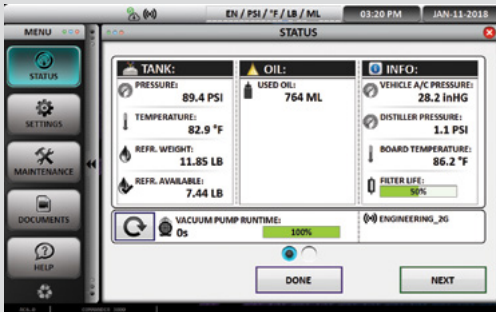 EN / PSI / °F / LB / ML
03:20 PM
JAN-11-2018
MENU
STATUS
STATUS
SETTINGS
MAINTENANCE
DOCUMENTS
HELP
TANK:
PRESSURE:
89.4 PSI
TEMPERATURE:
82.9 °F
REFR. WEIGHT:
11.85 LB
REFR. AVAILABLE:
7.44 LB
OIL:
USED OIL:
764 ML
INFO:
VEHICLE A/C PRESSURE:
28.2 inHG
DISTILLER PRESSURE:
1.1 PSI
BOARD TEMPERATURE:
86.2 °F
FILTER LIFE:
50%
VACUUM PUMP RUNTIME:
0s
100%
ENGINEERING_2G
DONE
NEXT